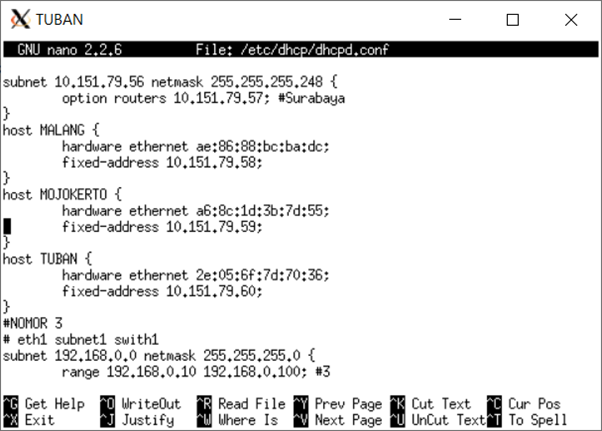 TUBAN
GNU nano 2.2.6 File: /etc/dhcp/dhcpd.conf
subnet 10.151.79.56 netmask 255.255.255.248 {
option routers 10.151.79.57; #Surabaya
}
host MALANG {
hardware ethernet ae:86:88:bc:ba:dc;
fixed-address 10.151.79.58;
}
host MOJOKERTO {
hardware ethernet a6:8c:1d:3b:7d:55;
fixed-address 10.151.79.59;
}
host TUBAN {
hardware ethernet 2e:05:6f:7d:70:36;
fixed-address 10.151.79.60;
}
#NOMOR 3
# eth1 subnet1 swith1
subnet 192.168.0.0 netmask 255.255.255.0 {
range 192.168.0.10 192.168.0.100; #3
^G Get Help ^O WriteOut ^R Read File ^Y Prev Page ^K Cut Text ^C Cur Pos
^X Exit ^J Justify ^W Where Is ^V Next Page ^U UnCut Text ^T To Spell